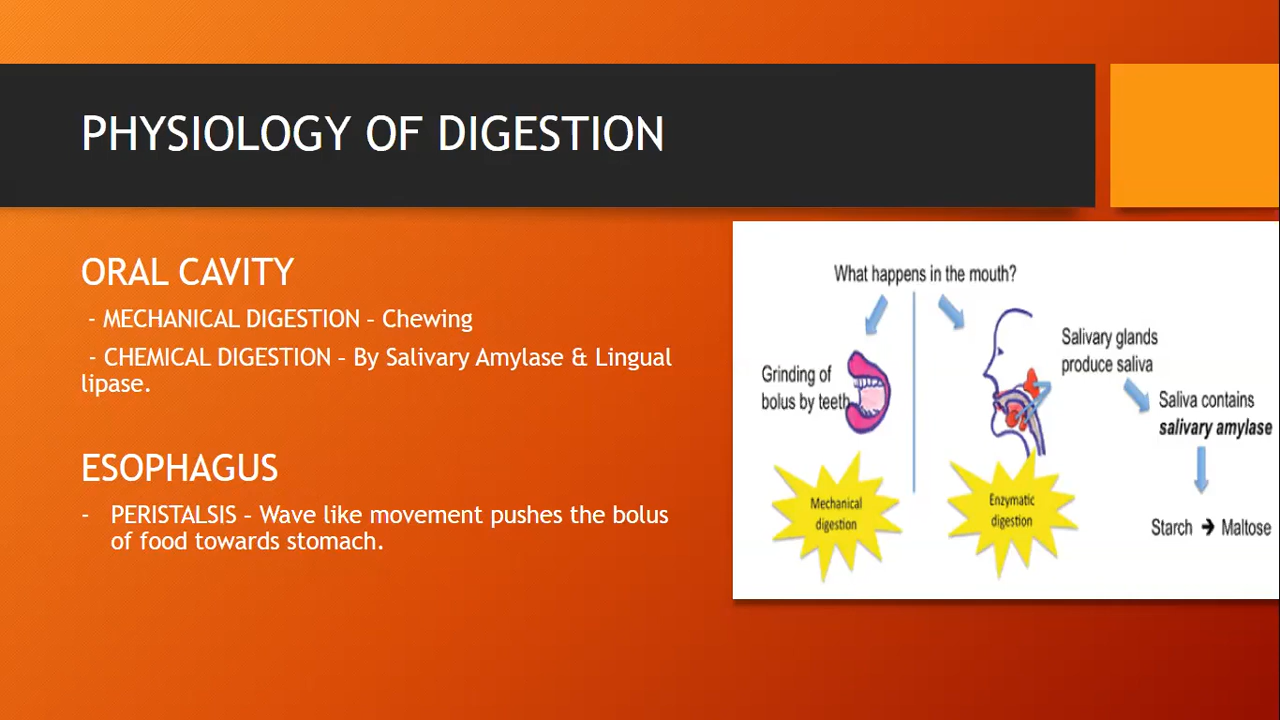 PHYSIOLOGY OF DIGESTION
ORAL CAVITY
- MECHANICAL DIGESTION – Chewing
- CHEMICAL DIGESTION – By Salivary Amylase & Lingual
lipase.
ESOPHAGUS
- PERISTALSIS – Wave like movement pushes the bolus
of food towards stomach.
What happens in the mouth?
Grinding of
bolus by teeth
Mechanical
digestion
Enzymatic
digestion
Salivary glands
produce saliva
Saliva contains
salivary amylase
Starch → Maltose